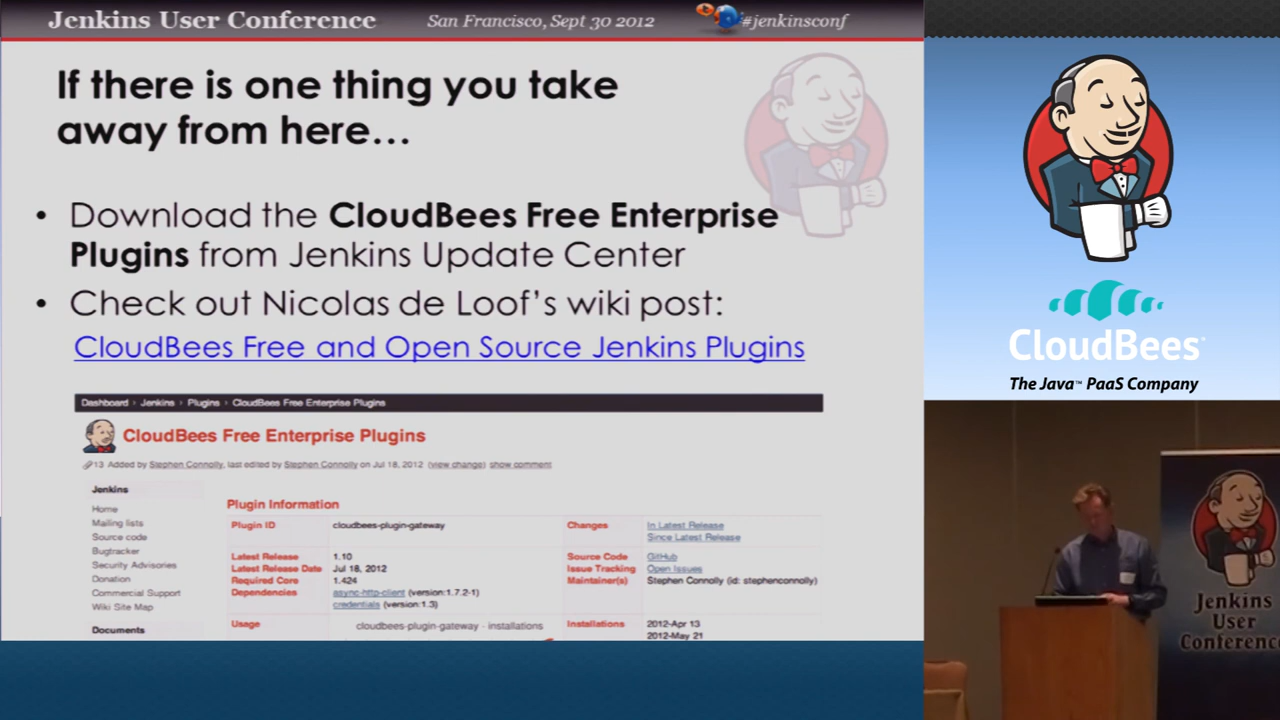 Jenkins User Conference
San Francisco, Sept 30 2012
#jenkinsconf
If there is one thing you take
away from here...
• Download the CloudBees Free Enterprise
Plugins from Jenkins Update Center
• Check out Nicolas de Loof's wiki post:
CloudBees Free and Open Source Jenkins Plugins
Dashboard › Jenkins › Plugins › CloudBees Free Enterprise Plugins
CloudBees Free Enterprise Plugins
13 Added by Stephen Connolly, last edited by Stephen Connolly on Jul 18, 2012 (view change) show comment
Jenkins
Home
Mailing lists
Source code
Bugtracker
Security Advisories
Donation
Commercial Support
Wiki Site Map
Documents
Plugin Information
Plugin ID cloudbees-plugin-gateway Changes In Latest Release
Since Latest Release
Latest Release 1.10 Source Code GitHub
Latest Release Date Jul 18, 2012 Issue Tracking Open Issues
Required Core 1.424 Maintainer(s) Stephen Connolly (id: stephenconnolly)
Dependencies async-http-client (version:1.7.2-1)
credentials (version:1.3)
Usage cloudbees-plugin-gateway - installations Installations 2012-Apr 13
2012-May 21
CloudBees
The Java™ PaaS Company
Jenkins
User
Conference